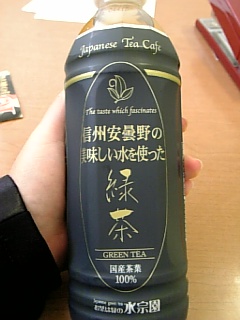 Japanese Tea Cafe
The taste which fascinates
信州安曇野の
美味しい水を使った
緑茶
GREEN TEA
国産茶葉
100%
水宗園